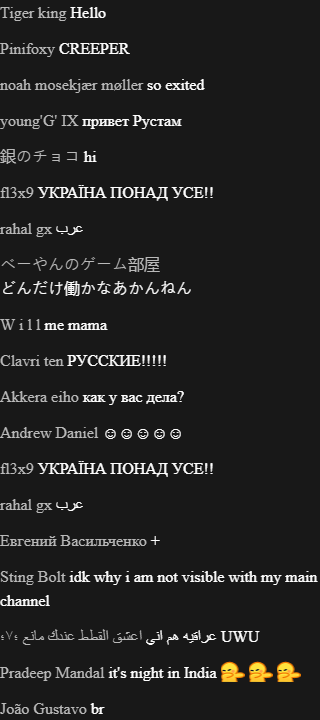 Tiger king Hello
Pinifoxy CREEPER
noah mosekjær møller so exited
young'G' IX привет Рустам
銀のチョコ hi
fl3x9 УКРАЇНА ПОНАД УСЕ!!
rahal gx عرب
べーやんのゲーム部屋
どんだけ働かなあかんねん
W i l l me mama
Clavri ten РУССКИЕ!!!!!
Akkera eiho как у вас дела?
Andrew Daniel ☺☺☺☺☺
fl3x9 УКРАЇНА ПОНАД УСЕ!!
rahal gx عرب
Евгений Васильченко +
Sting Bolt idk why i am not visible with my main
channel
عراقيه هم اني اعشق القطط عندك مانع ؛٧؛ UWU
Pradeep Mandal it's night in India 🤧🤧🤧
João Gustavo br